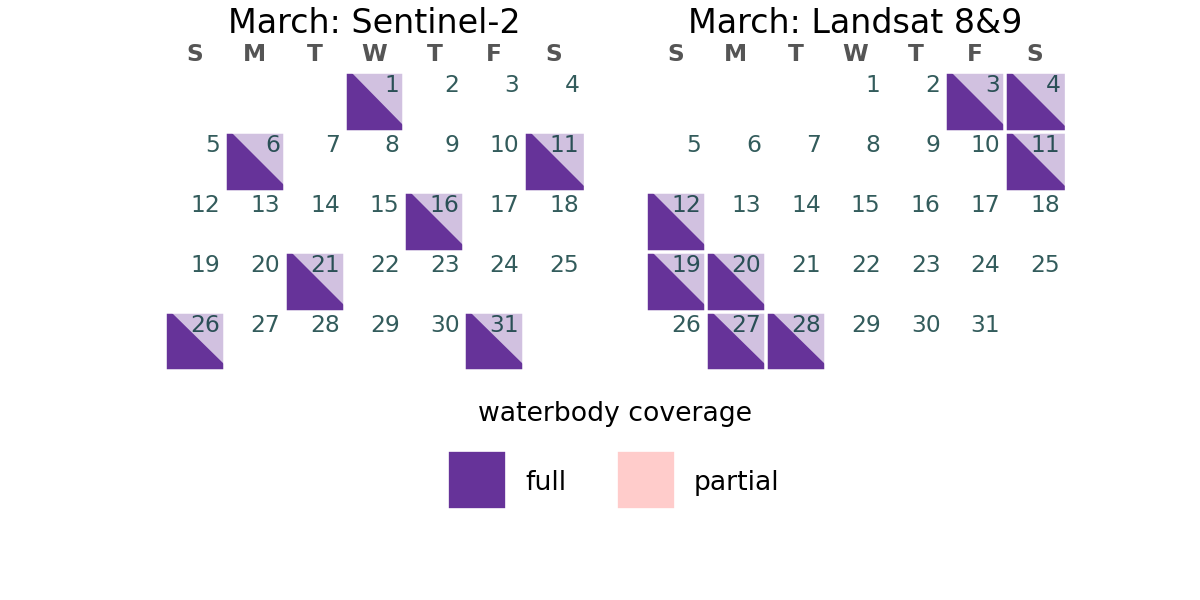 March: Sentinel-2
S M T W T F S
1 2 3 4
5 6 7 8 9 10 11
12 13 14 15 16 17 18
19 20 21 22 23 24 25
26 27 28 29 30 31
March: Landsat 8&9
S M T W T F S
1 2 3 4
5 6 7 8 9 10 11
12 13 14 15 16 17 18
19 20 21 22 23 24 25
26 27 28 29 30 31
waterbody coverage
full partial